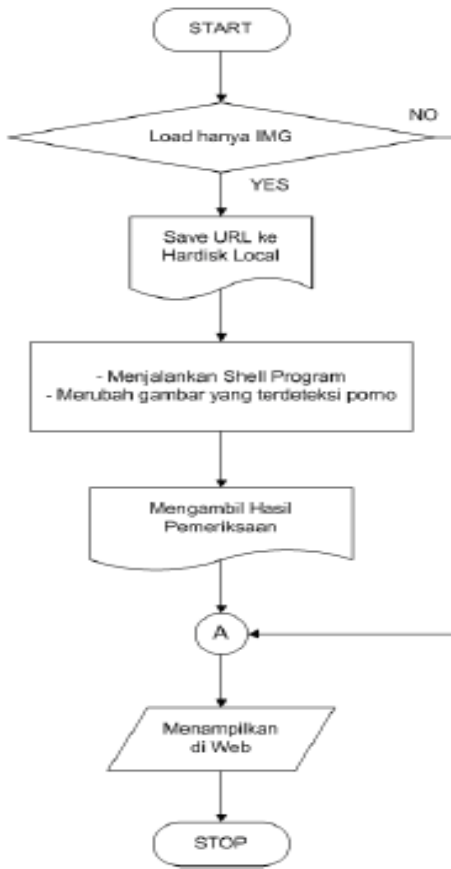 START
NO
Load hanya IMG
YES
Save URL ke
Hardisk Local
- Menjalankan Shell Program
- Merubah gambar yang terdeteksi porno
Mengambil Hasil
Pemeriksaan
A
Menampilkan
di Web
STOP